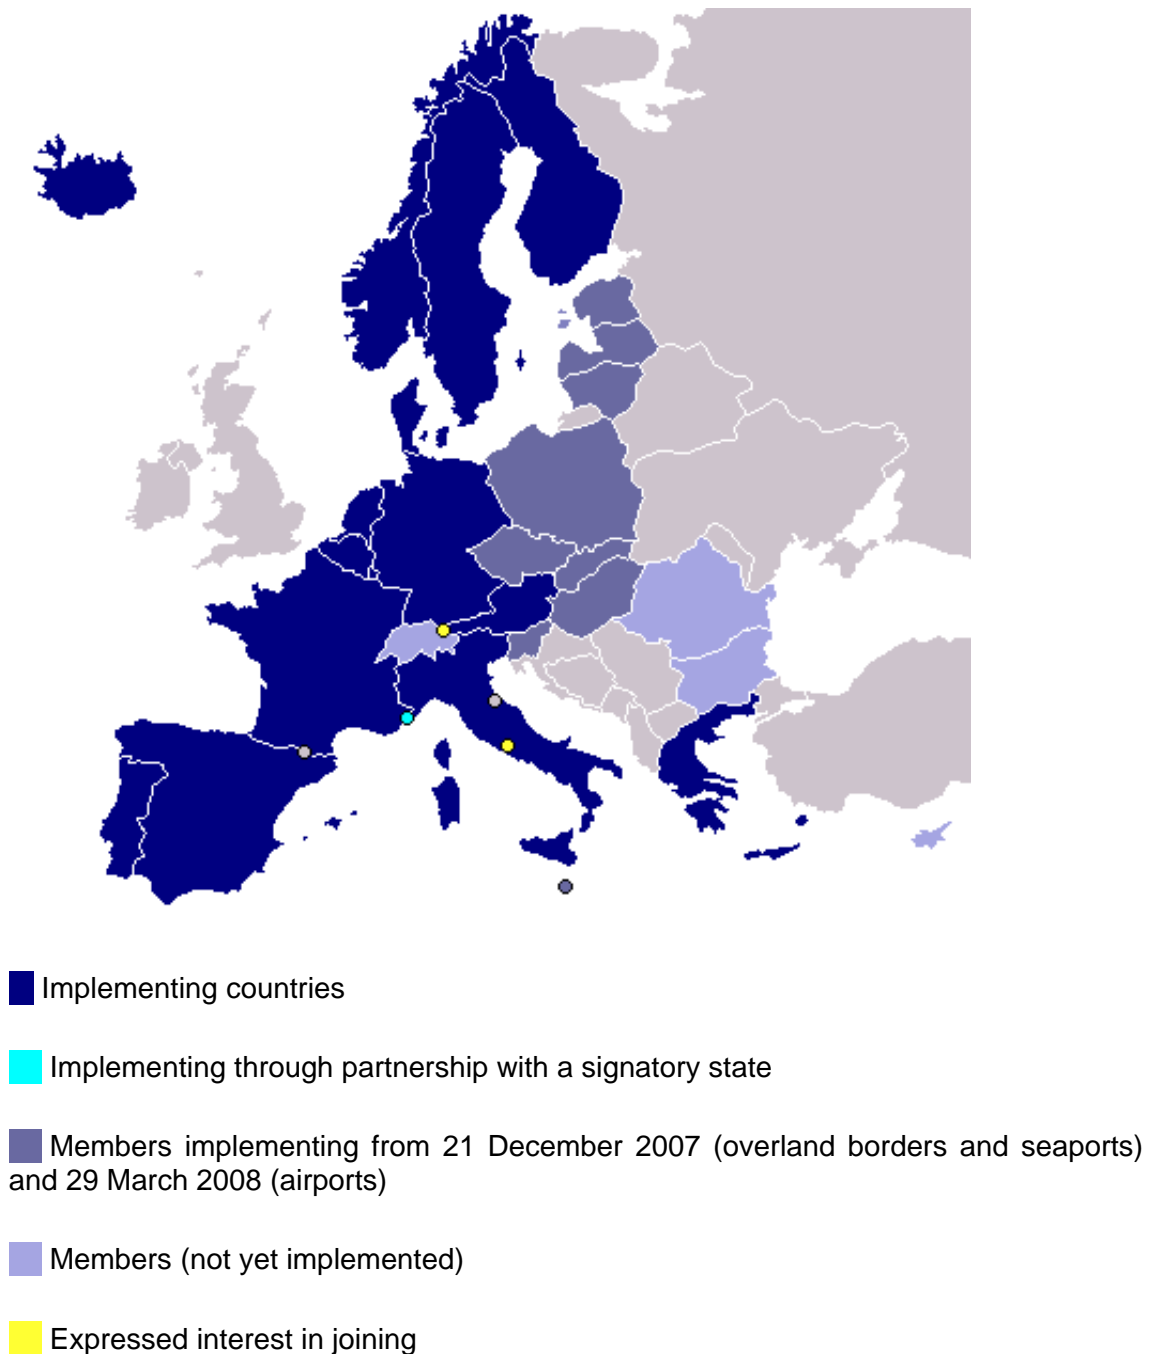 Implementing countries
Implementing through partnership with a signatory state
Members implementing from 21 December 2007 (overland borders and seaports)
and 29 March 2008 (airports)
Members (not yet implemented)
Expressed interest in joining